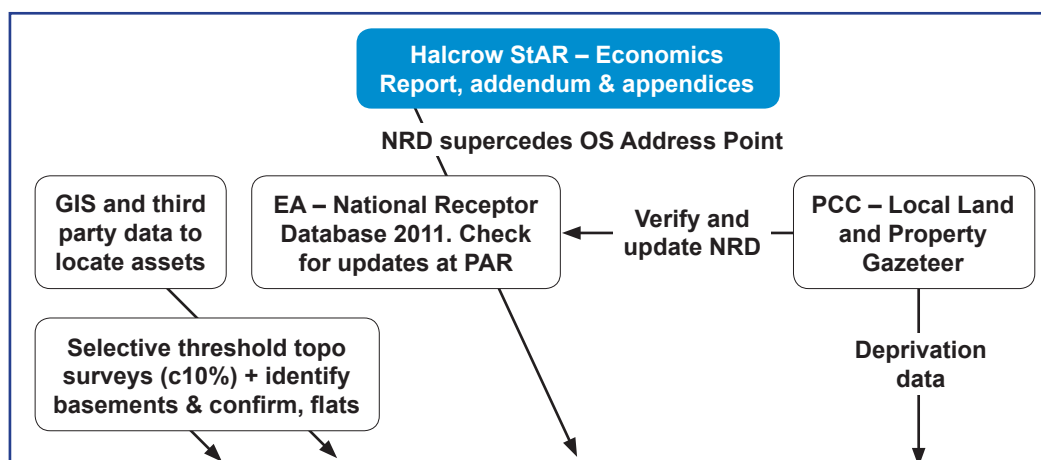 Halcrow StAR – Economics
Report, addendum & appendices
NRD supercedes OS Address Point
GIS and third
party data to
locate assets
EA – National Receptor
Database 2011. Check
for updates at PAR
Verify and
update NRD
PCC – Local Land
and Property
Gazeteer
Selective threshold topo
surveys (c10%) + identify
basements & confirm, flats
Deprivation
data